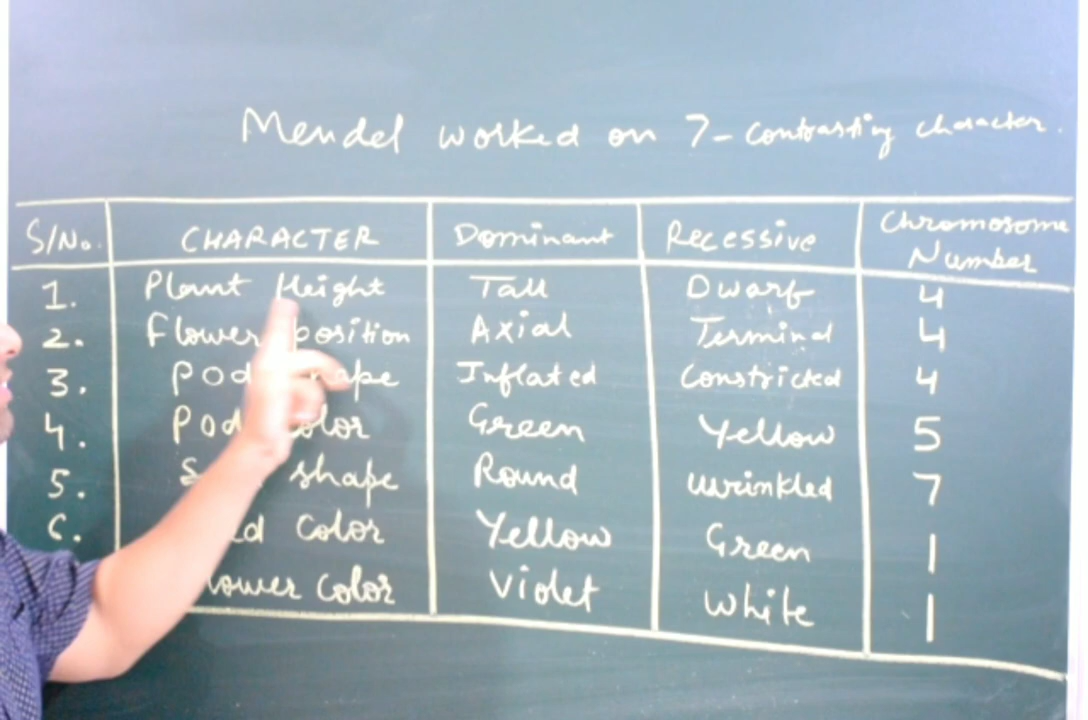 Mendel worked on 7-contrasting character.
S/No. CHARACTER Dominant Recessive Chromosome Number
1. Plant Height Tall Dwarf 4
2. Flower position Axial Terminal 4
3. Pod Inflated Constricted 4
4. Pod color Green Yellow 5
5. shape Round wrinkled 7
6. color Yellow Green 1
color Violet White 1